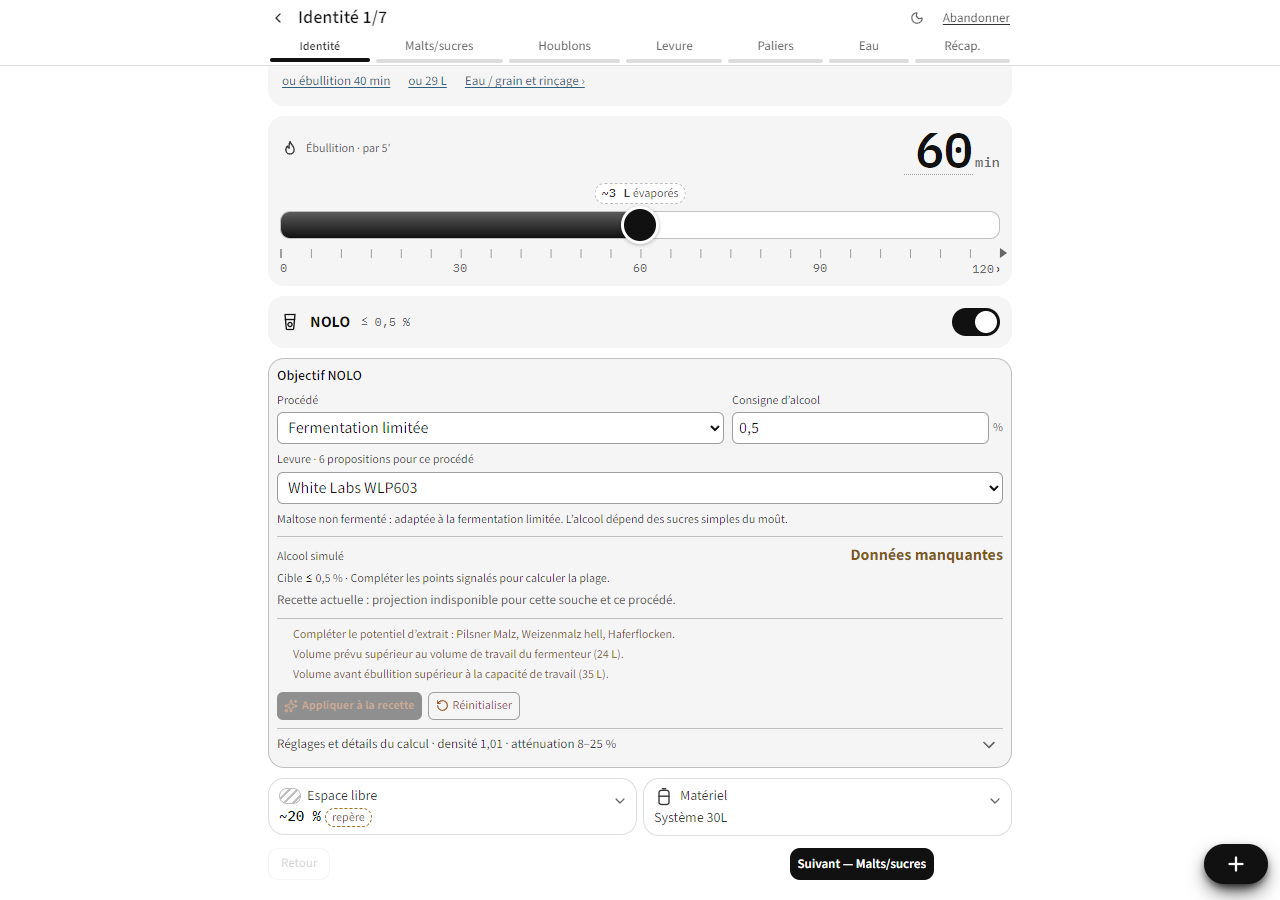 Identité 1/7
Abandonner
Identité
Malts/sucres
Houblons
Levure
Paliers
Eau
Récap.
ou ébullition 40 min
ou 29 L
Eau / grain et rinçage ›
Ébullition · par 5'
60 min
~3 L évaporés
0
30
60
90
120›
NOLO ≤ 0,5 %
Objectif NOLO
Procédé
Consigne d'alcool
Fermentation limitée
0,5
%
Levure · 6 propositions pour ce procédé
White Labs WLP603
Maltose non fermenté : adaptée à la fermentation limitée. L'alcool dépend des sucres simples du moût.
Alcool simulé
Données manquantes
Cible ≤ 0,5 % · Compléter les points signalés pour calculer la plage.
Recette actuelle : projection indisponible pour cette souche et ce procédé.
Compléter le potentiel d'extrait : Pilsner Malz, Weizenmalz hell, Haferflocken.
Volume prévu supérieur au volume de travail du fermenteur (24 L).
Volume avant ébullition supérieur à la capacité de travail (35 L).
Appliquer à la recette
Réinitialiser
Réglages et détails du calcul · densité 1,01 · atténuation 8–25 %
Espace libre
~20 % repère
Matériel
Système 30L
Retour
Suivant — Malts/sucres